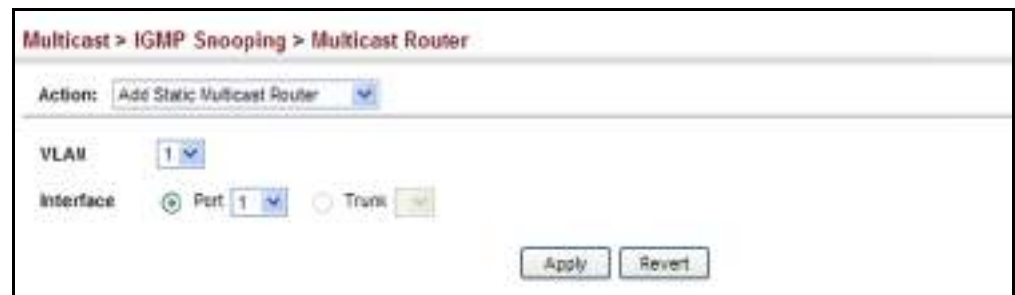 Multicast > IGMP Snooping > Multicast Router
Action: Add Static Multicast Router
VLAN 1
Interface Port 1 Trunk
Apply Revert